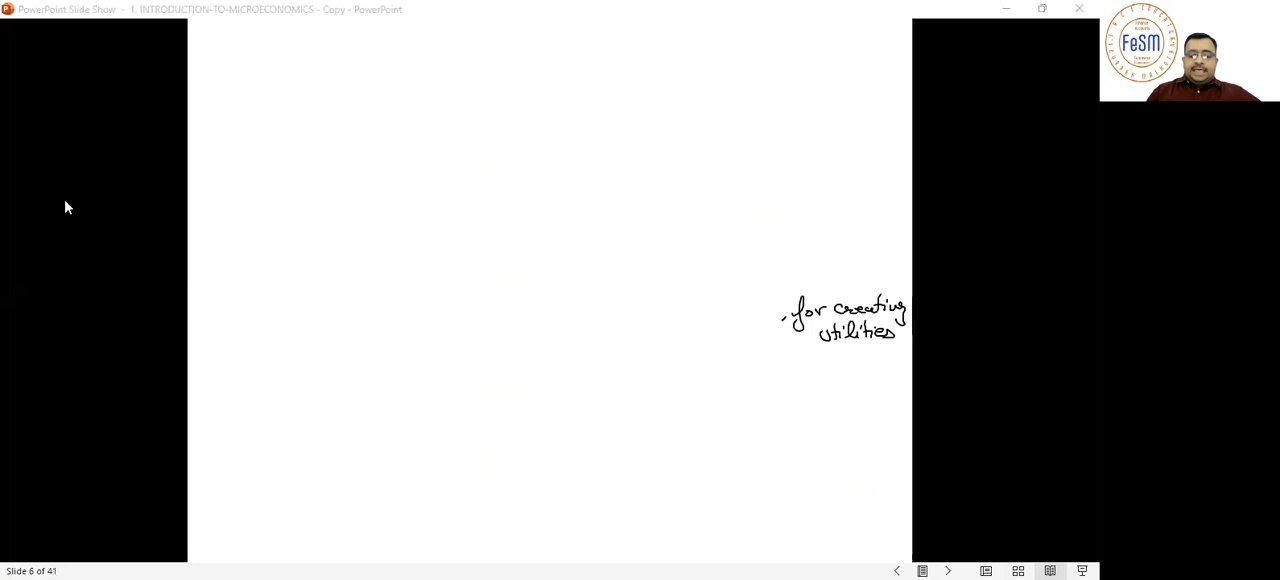 PowerPoint Slide Show - 1. INTRODUCTION-TO-MICROECONOMICS - Copy - PowerPoint
FeSM
for creating
utilities
Slide 6 of 41